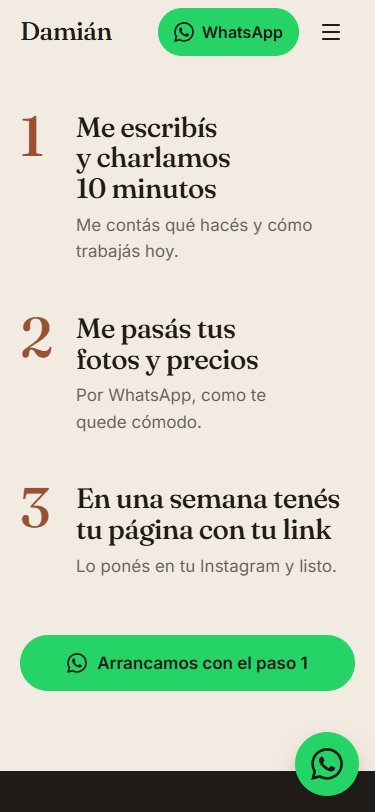 Damián
WhatsApp
1
Me escribís
y charlamos
10 minutos
Me contás qué hacés y cómo
trabajás hoy.
2
Me pasás tus
fotos y precios
Por WhatsApp, como te
quede cómodo.
3
En una semana tenés
tu página con tu link
Lo ponés en tu Instagram y listo.
Arrancamos con el paso 1